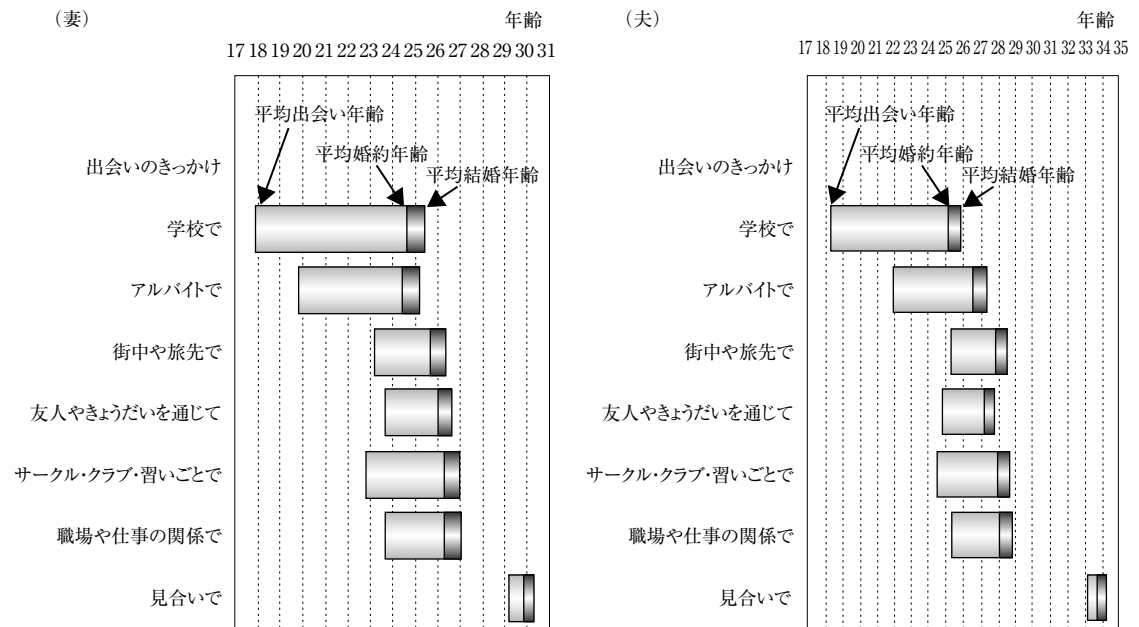 （妻）
年齢
17 18 19 20 21 22 23 24 25 26 27 28 29 30 31
平均出会い年齢
平均婚約年齢
平均結婚年齢
出会いのきっかけ
学校で
アルバイトで
街中や旅先で
友人やきょうだいを通じて
サークル・クラブ・習いごとで
職場や仕事の関係で
見合いで
（夫）
年齢
17 18 19 20 21 22 23 24 25 26 27 28 29 30 31 32 33 34 35
平均出会い年齢
平均婚約年齢
平均結婚年齢
出会いのきっかけ
学校で
アルバイトで
街中や旅先で
友人やきょうだいを通じて
サークル・クラブ・習いごとで
職場や仕事の関係で
見合いで